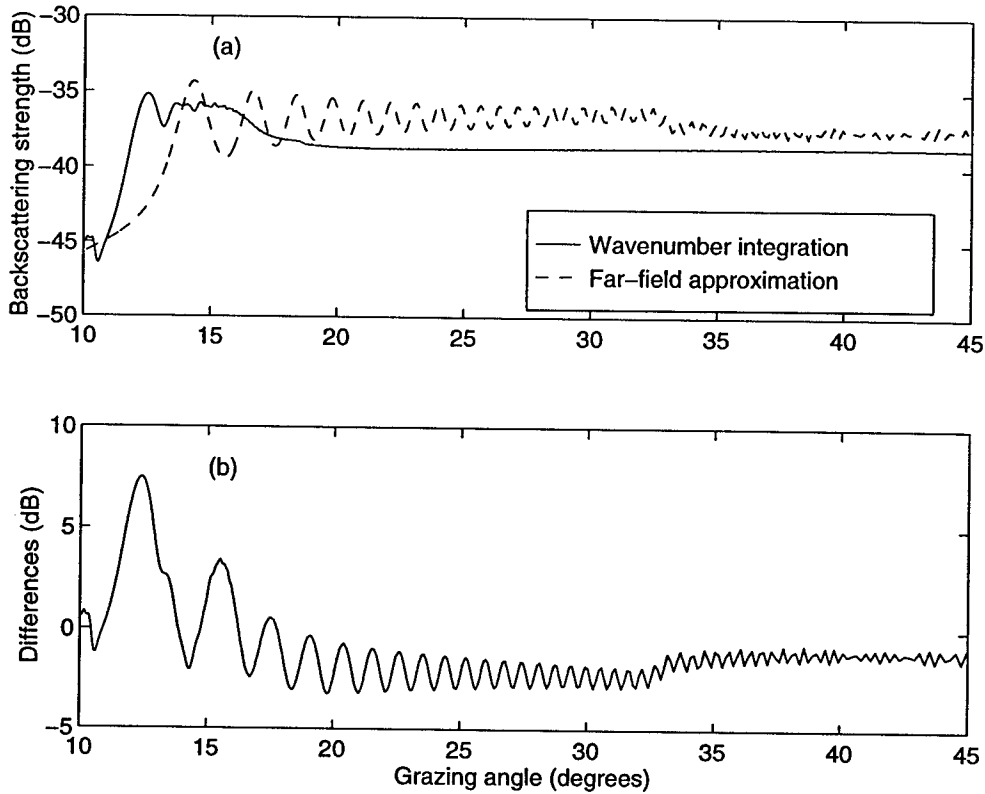 (a)
Backscattering strength (dB)
−30
−35
−40
−45
−50
Wavenumber integration
Far−field approximation
10 15 20 25 30 35 40 45
(b)
Differences (dB)
10
5
0
−5
10 15 20 25 30 35 40 45
Grazing angle (degrees)